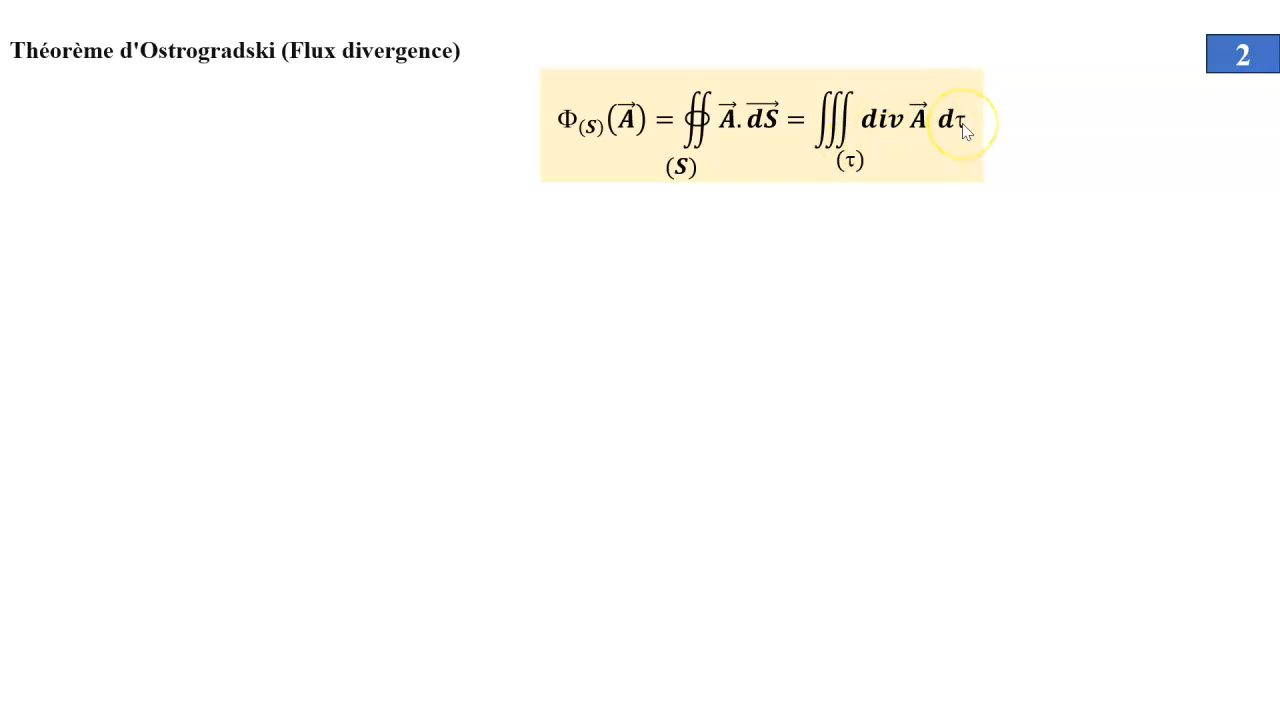 Théorème d'Ostrogradski (Flux divergence)
2
Φ₍S₎(A⃗) = ∯₍S₎ A⃗. dS⃗ = ∭₍τ₎ div A⃗ dτ